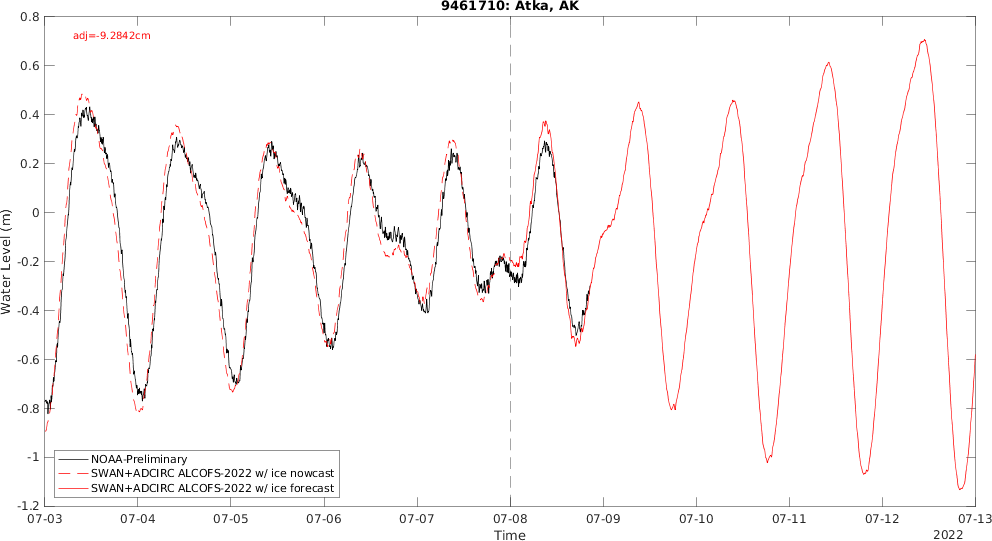 9461710: Atka, AK
adj=-9.2842cm
0.8
0.6
0.4
0.2
0
-0.2
-0.4
-0.6
-0.8
-1
-1.2
Water Level (m)
NOAA-Preliminary
SWAN+ADCIRC ALCOFS-2022 w/ ice nowcast
SWAN+ADCIRC ALCOFS-2022 w/ ice forecast
07-03 07-04 07-05 07-06 07-07 07-08 07-09 07-10 07-11 07-12 07-13
Time
2022